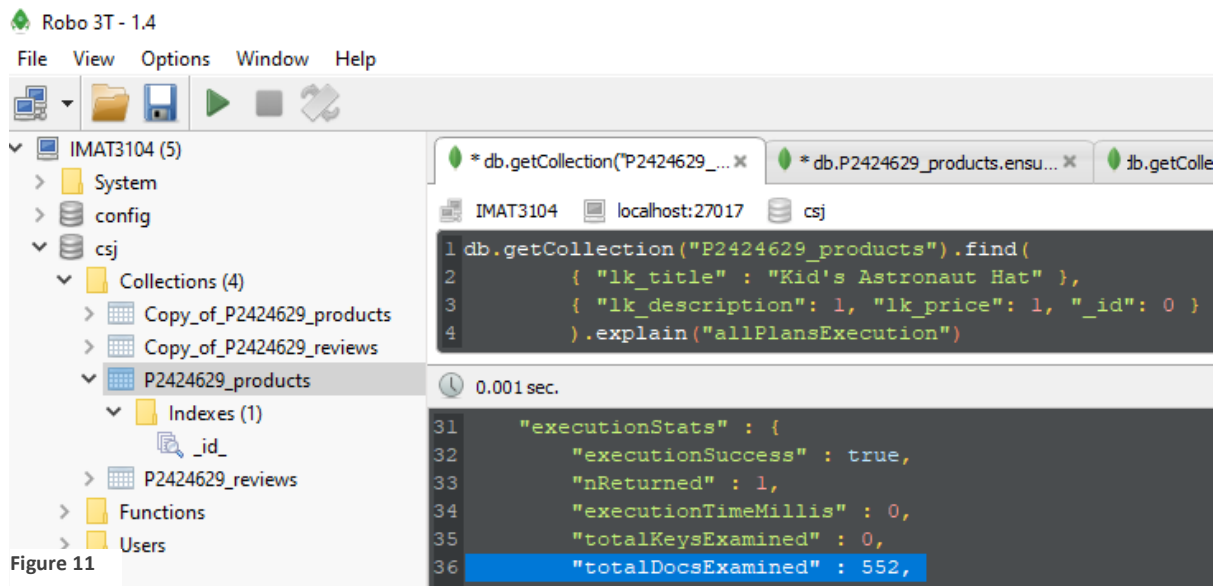 Robo 3T - 1.4
File View Options Window Help
IMAT3104 (5)
System
config
csj
Collections (4)
Copy_of_P2424629_products
Copy_of_P2424629_reviews
P2424629_products
Indexes (1)
_id_
P2424629_reviews
Functions
Users
Figure 11
* db.getCollection("P2424629_... * db.P2424629_products.ensu... db.getColle
IMAT3104 localhost:27017 csj
1 db.getCollection("P2424629_products").find(
2 { "lk_title" : "Kid's Astronaut Hat" },
3 { "lk_description": 1, "lk_price": 1, "_id": 0 }
4 ).explain("allPlansExecution")
0.001 sec.
31 "executionStats" : {
32 "executionSuccess" : true,
33 "nReturned" : 1,
34 "executionTimeMillis" : 0,
35 "totalKeysExamined" : 0,
36 "totalDocsExamined" : 552,